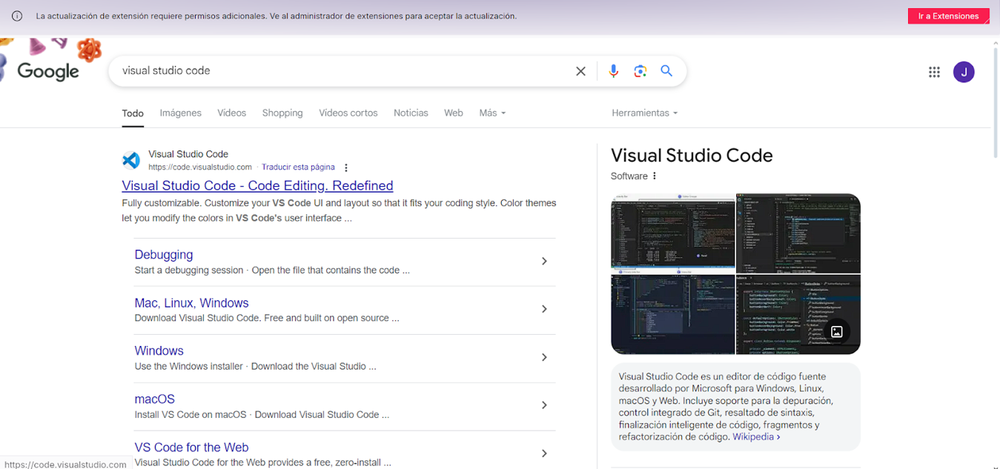 La actualización de extensión requiere permisos adicionales. Ve al administrador de extensiones para aceptar la actualización.
Ir a Extensiones
Google
visual studio code
J
Todo
Imágenes
Vídeos
Shopping
Vídeos cortos
Noticias
Web
Más
Herramientas
Visual Studio Code
https://code.visualstudio.com · Traducir esta página
Visual Studio Code - Code Editing. Redefined
Fully customizable. Customize your VS Code UI and layout so that it fits your coding style. Color themes
let you modify the colors in VS Code's user interface ...
Debugging
Start a debugging session · Open the file that contains the code ...
Mac, Linux, Windows
Download Visual Studio Code. Free and built on open source ...
Windows
Use the Windows installer · Download the Visual Studio ...
macOS
Install VS Code on macOS · Download Visual Studio Code ...
VS Code for the Web
Visual Studio Code for the Web provides a free, zero-install ...
Visual Studio Code
Software
Visual Studio Code es un editor de código fuente
desarrollado por Microsoft para Windows, Linux,
macOS y Web. Incluye soporte para la depuración,
control integrado de Git, resaltado de sintaxis,
finalización inteligente de código, fragmentos y
refactorización de código. Wikipedia
https://code.visualstudio.com